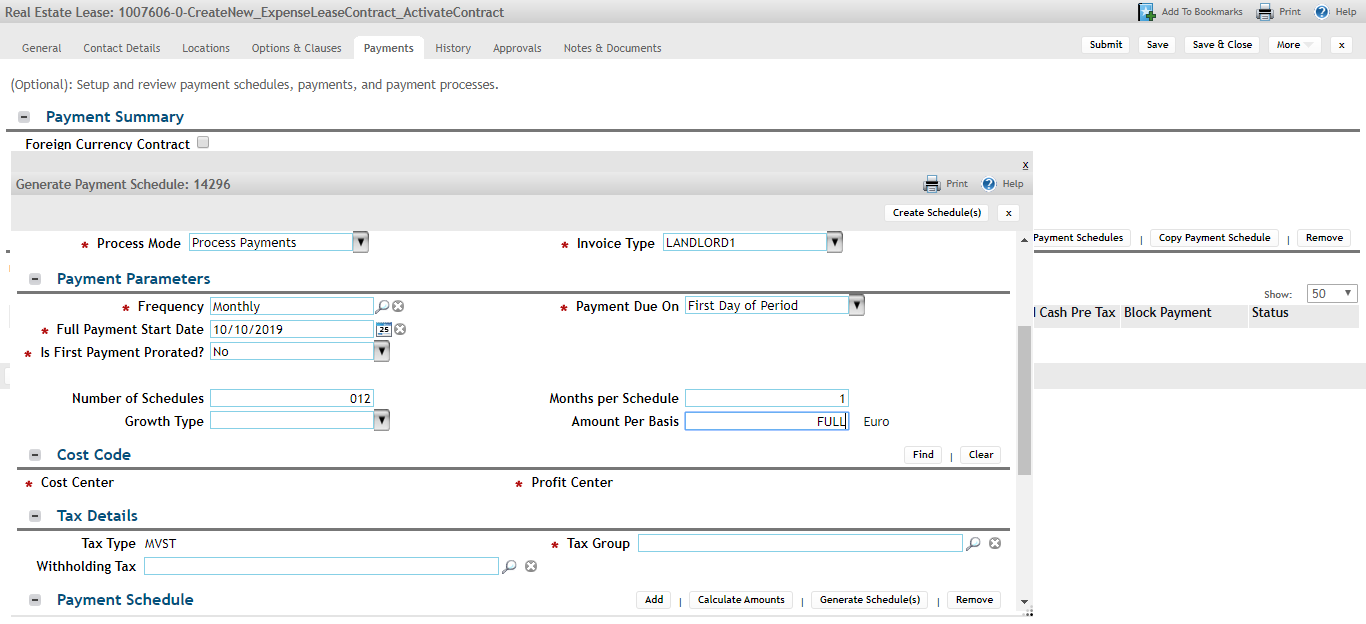 Real Estate Lease: 1007606-0-CreateNew_ExpenseLeaseContract_ActivateContract
Add To Bookmarks Print ? Help
General Contact Details Locations Options & Clauses Payments History Approvals Notes & Documents Submit Save Save & Close More x
(Optional): Setup and review payment schedules, payments, and payment processes.
Payment Summary
Foreign Currency Contract
x
Generate Payment Schedule: 14296 Print ? Help
Create Schedule(s) x
* Process Mode Process Payments * Invoice Type LANDLORD1
Payment Schedules | Copy Payment Schedule | Remove
Payment Parameters
Show: 50
* Frequency Monthly * Payment Due On First Day of Period
Cash Pre Tax Block Payment Status
* Full Payment Start Date 10/10/2019 25
* Is First Payment Prorated? No
Number of Schedules 012 Months per Schedule 1
Growth Type Amount Per Basis FULL Euro
Cost Code Find | Clear
* Cost Center * Profit Center
Tax Details
Tax Type MVST * Tax Group
Withholding Tax
Payment Schedule Add | Calculate Amounts | Generate Schedule(s) | Remove